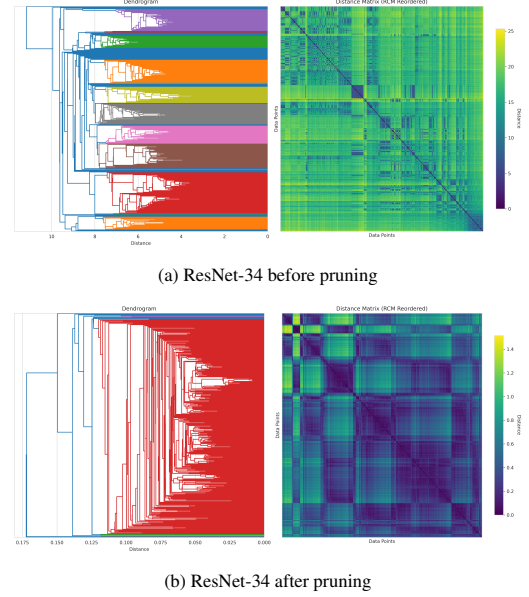 Dendrogram
Distance Matrix (RCM Reordered)
Data Points
25
20
15
10
5
0
Distance
10
8
6
4
2
0
Distance
Data Points
(a) ResNet-34 before pruning
Dendrogram
Distance Matrix (RCM Reordered)
Data Points
1.4
1.2
1.0
0.8
0.6
0.4
0.2
0.0
Distance
0.175
0.150
0.125
0.100
0.075
0.050
0.025
0.000
Distance
Data Points
(b) ResNet-34 after pruning